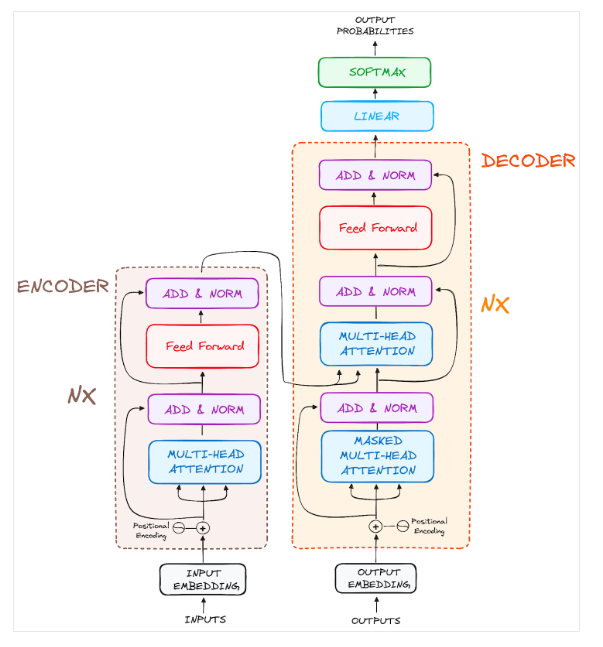 OUTPUT
PROBABILITIES
SOFTMAX
LINEAR
DECODER
ADD & NORM
Feed Forward
ADD & NORM
NX
MULTI-HEAD
ATTENTION
ADD & NORM
MASKED
MULTI-HEAD
ATTENTION
Positional
Encoding
OUTPUT
EMBEDDING
OUTPUTS
ENCODER
ADD & NORM
Feed Forward
NX
ADD & NORM
MULTI-HEAD
ATTENTION
Positional
Encoding
INPUT
EMBEDDING
INPUTS